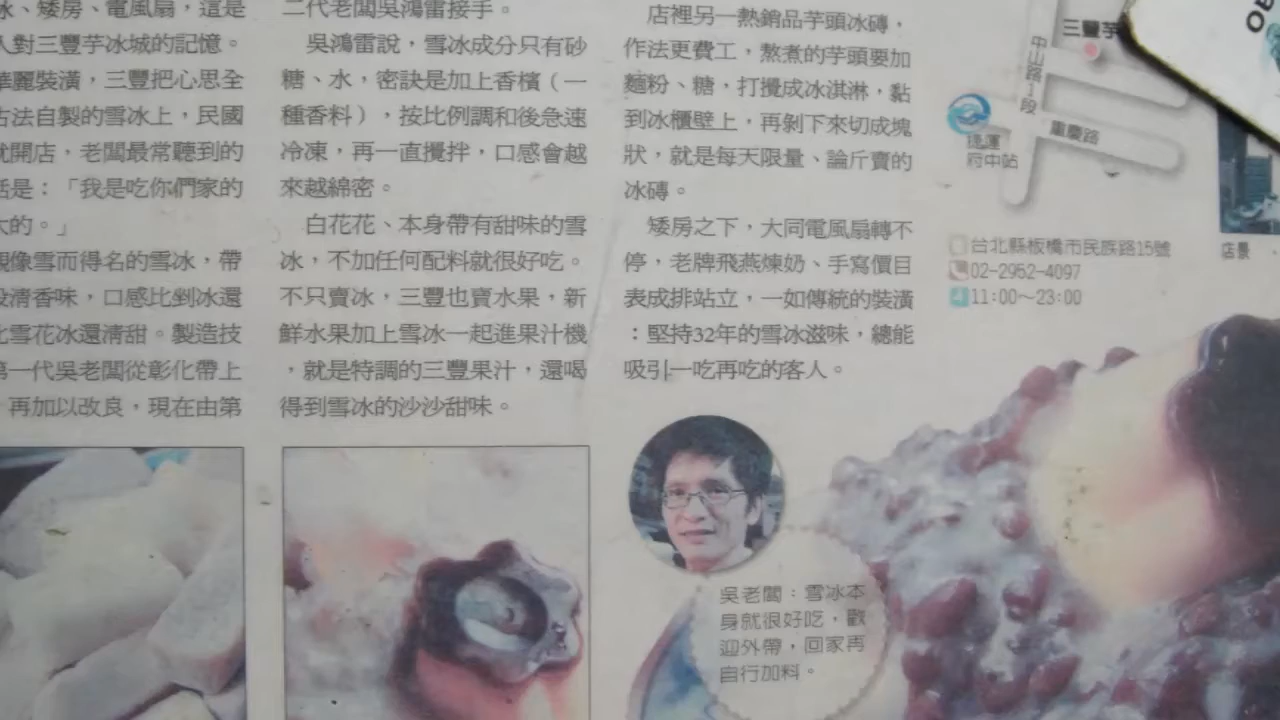 水、矮房、電風扇，這是
人對三豐芋冰城的記憶。
華麗裝潢，三豐把心思全
古法自製的雪冰上，民國
就開店，老闆最常聽到的
話是：「我是吃你們家的
大的。」
觀像雪而得名的雪冰，帶
股清香味，口感比剉冰還
比雪花冰還清甜。製造技
第一代吳老闆從彰化帶上
，再加以改良，現在由第
二代老闆吳鴻雷接手。
吳鴻雷說，雪冰成分只有砂
糖、水，密訣是加上香檳（一
種香料），按比例調和後急速
冷凍，再一直攪拌，口感會越
來越綿密。
白花花、本身帶有甜味的雪
冰，不加任何配料就很好吃。
不只賣冰，三豐也賣水果，新
鮮水果加上雪冰一起進果汁機
，就是特調的三豐果汁，還喝
得到雪冰的沙沙甜味。
店裡另一熱銷品芋頭冰磚，
作法更費工，熬煮的芋頭要加
麵粉、糖，打攪成冰淇淋，黏
到冰櫃壁上，再剝下來切成塊
狀，就是每天限量、論斤賣的
冰磚。
矮房之下，大同電風扇轉不
停，老牌飛燕煉奶、手寫價目
表成排站立，一如傳統的裝潢
：堅持32年的雪冰滋味，總能
吸引一吃再吃的客人。
吳老闆：雪冰本
身就很好吃，歡
迎外帶，回家再
自行加料。
三豐芋
中山路1段
重慶路
捷運
府中站
台北縣板橋市民族路15號
02-2952-4097
11:00～23:00
店景